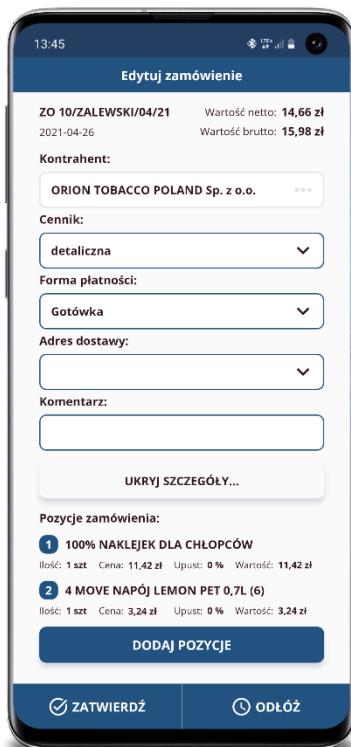 13:45 LTE+
Edytuj zamówienie
ZO 10/ZALEWSKI/04/21 Wartość netto: 14,66 zł
2021-04-26 Wartość brutto: 15,98 zł
Kontrahent:
ORION TOBACCO POLAND Sp. z o.o. ...
Cennik:
detaliczna
Forma płatności:
Gotówka
Adres dostawy:
Komentarz:
UKRYJ SZCZEGÓŁY...
Pozycje zamówienia:
1 100% NAKLEJEK DLA CHŁOPCÓW
Ilość: 1 szt Cena: 11,42 zł Upust: 0 % Wartość: 11,42 zł
2 4 MOVE NAPÓJ LEMON PET 0,7L (6)
Ilość: 1 szt Cena: 3,24 zł Upust: 0 % Wartość: 3,24 zł
DODAJ POZYCJE
ZATWIERDŹ ODŁÓŻ